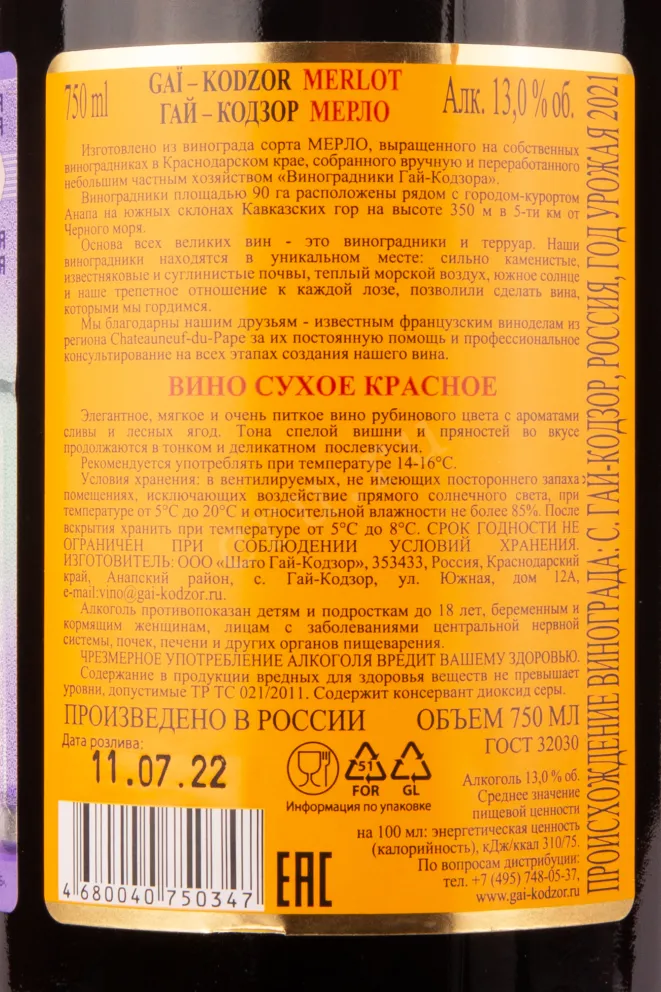 750 ml
GAÏ – KODZOR MERLOT
ГАЙ – КОДЗОР МЕРЛО
Алк. 13,0 % об.
Изготовлено из винограда сорта МЕРЛО, выращенного на собственных
виноградниках в Краснодарском крае, собранного вручную и переработанного
небольшим частным хозяйством «Виноградники Гай-Кодзора».
Виноградники площадью 90 га расположены рядом с городом-курортом
Анапа на южных склонах Кавказских гор на высоте 350 м в 5-ти км от
Черного моря.
Основа всех великих вин - это виноградники и терруар. Наши
виноградники находятся в уникальном месте: сильно каменистые,
известняковые и суглинистые почвы, теплый морской воздух, южное солнце
и наше трепетное отношение к каждой лозе, позволили сделать вина,
которыми мы гордимся.
Мы благодарны нашим друзьям - известным французским виноделам из
региона Chateauneuf-du-Pape за их постоянную помощь и профессиональное
консультирование на всех этапах создания нашего вина.
ВИНО СУХОЕ КРАСНОЕ
Элегантное, мягкое и очень питкое вино рубинового цвета с ароматами
сливы и лесных ягод. Тона спелой вишни и пряностей во вкусе
продолжаются в тонком и деликатном послевкусии.
Рекомендуется употреблять при температуре 14-16°С.
Условия хранения: в вентилируемых, не имеющих постороннего запаха
помещениях, исключающих воздействие прямого солнечного света, при
температуре от 5°С до 20°С и относительной влажности не более 85%. После
вскрытия хранить при температуре от 5°С до 8°С. СРОК ГОДНОСТИ НЕ
ОГРАНИЧЕН ПРИ СОБЛЮДЕНИИ УСЛОВИЙ ХРАНЕНИЯ.
ИЗГОТОВИТЕЛЬ: ООО «Шато Гай-Кодзор», 353433, Россия, Краснодарский
край, Анапский район, с. Гай-Кодзор, ул. Южная, дом 12А,
e-mail:vino@gai-kodzor.ru.
Алкоголь противопоказан детям и подросткам до 18 лет, беременным и
кормящим женщинам, лицам с заболеваниями центральной нервной
системы, почек, печени и других органов пищеварения.
ЧРЕЗМЕРНОЕ УПОТРЕБЛЕНИЕ АЛКОГОЛЯ ВРЕДИТ ВАШЕМУ ЗДОРОВЬЮ.
Содержание в продукции вредных для здоровья веществ не превышает
уровни, допустимые ТР ТС 021/2011. Содержит консервант диоксид серы.
ПРОИЗВЕДЕНО В РОССИИ
ОБЪЕМ 750 МЛ
ГОСТ 32030
Дата розлива:
11.07.22
51
FOR
GL
Информация по упаковке
Алкоголь 13,0 % об.
Среднее значение
пищевой ценности
на 100 мл: энергетическая ценность
(калорийность), кДж/ккал 310/75.
По вопросам дистрибуции:
тел. +7 (495) 748-05-37,
www.gai-kodzor.ru
4 680040 750347
EAC
ПРОИСХОЖДЕНИЕ ВИНОГРАДА: С. ГАЙ-КОДЗОР, РОССИЯ, ГОД УРОЖАЯ 2021